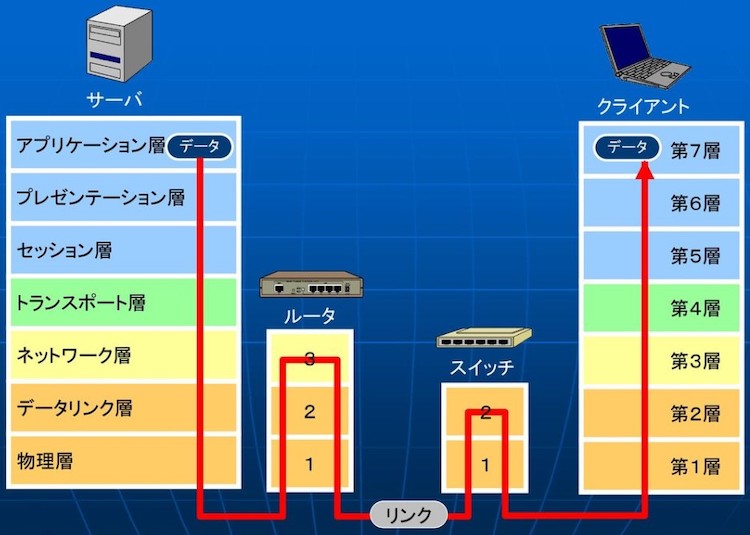 サーバ
アプリケーション層
データ
プレゼンテーション層
セッション層
トランスポート層
ネットワーク層
データリンク層
物理層
ルータ
3
2
1
スイッチ
2
1
リンク
クライアント
データ
第7層
第6層
第5層
第4層
第3層
第2層
第1層